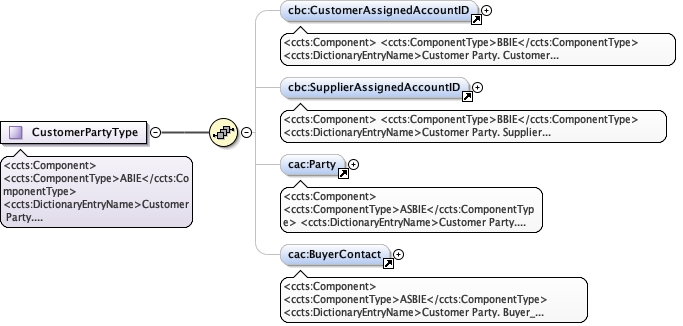 cbc:CustomerAssignedAccountID
<ccts:Component> <ccts:ComponentType>BBIE</ccts:ComponentType>
<ccts:DictionaryEntryName>Customer Party. Customer...
cbc:SupplierAssignedAccountID
<ccts:Component> <ccts:ComponentType>BBIE</ccts:ComponentType>
<ccts:DictionaryEntryName>Customer Party. Supplier...
CustomerPartyType
<ccts:Component>
<ccts:ComponentType>ABIE</ccts:Co
mponentType>
<ccts:DictionaryEntryName>Customer
Party....
cac:Party
<ccts:Component>
<ccts:ComponentType>ASBIE</ccts:ComponentTyp
e> <ccts:DictionaryEntryName>Customer Party....
cac:BuyerContact
<ccts:Component>
<ccts:ComponentType>ASBIE</ccts:ComponentType>
<ccts:DictionaryEntryName>Customer Party. Buyer_...